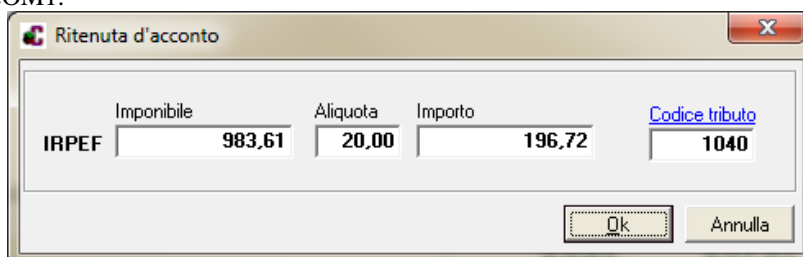 Ritenuta d'acconto
X
Imponibile Aliquota Importo Codice tributo
IRPEF 983,61 20,00 196,72 1040
Ok Annulla